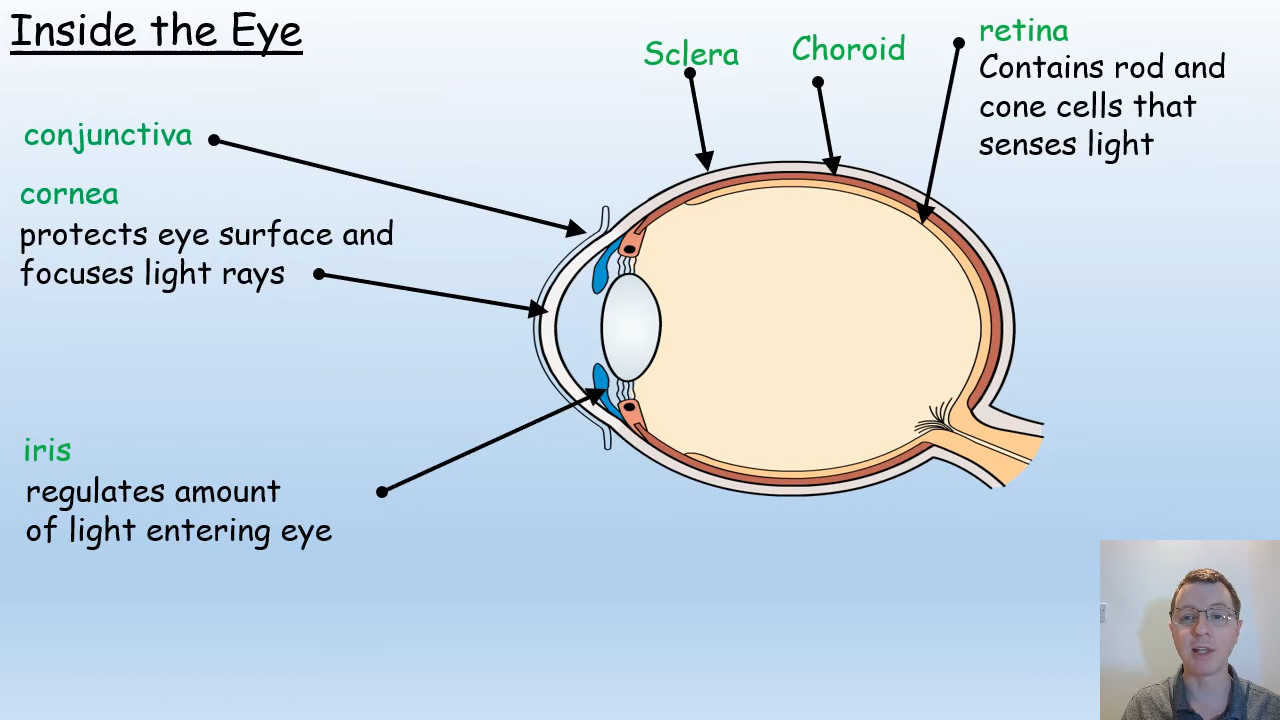 Inside the Eye
conjunctiva
cornea
protects eye surface and
focuses light rays
iris
regulates amount
of light entering eye
Sclera
Choroid
retina
Contains rod and
cone cells that
senses light